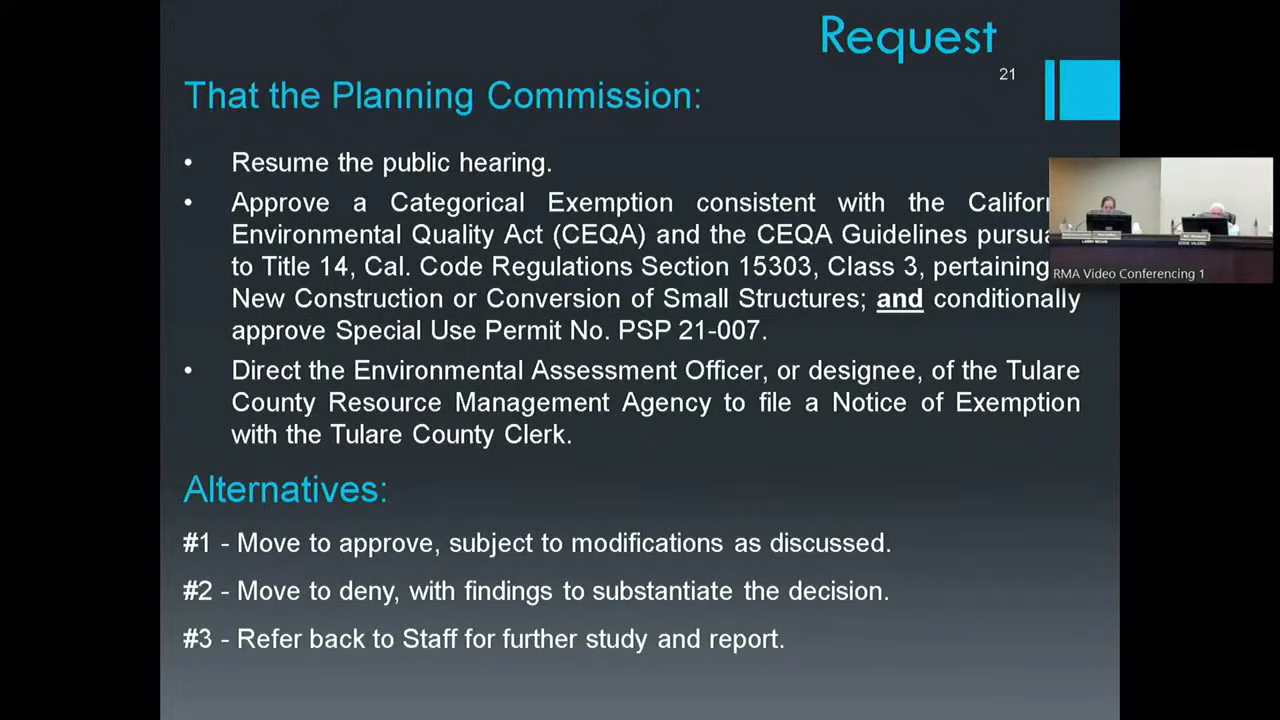 Request
21
That the Planning Commission:
• Resume the public hearing.
• Approve a Categorical Exemption consistent with the Californ
Environmental Quality Act (CEQA) and the CEQA Guidelines pursua
to Title 14, Cal. Code Regulations Section 15303, Class 3, pertaining
New Construction or Conversion of Small Structures; and conditionally
approve Special Use Permit No. PSP 21-007.
• Direct the Environmental Assessment Officer, or designee, of the Tulare
County Resource Management Agency to file a Notice of Exemption
with the Tulare County Clerk.
Alternatives:
#1 - Move to approve, subject to modifications as discussed.
#2 - Move to deny, with findings to substantiate the decision.
#3 - Refer back to Staff for further study and report.
RMA Video Conferencing 1